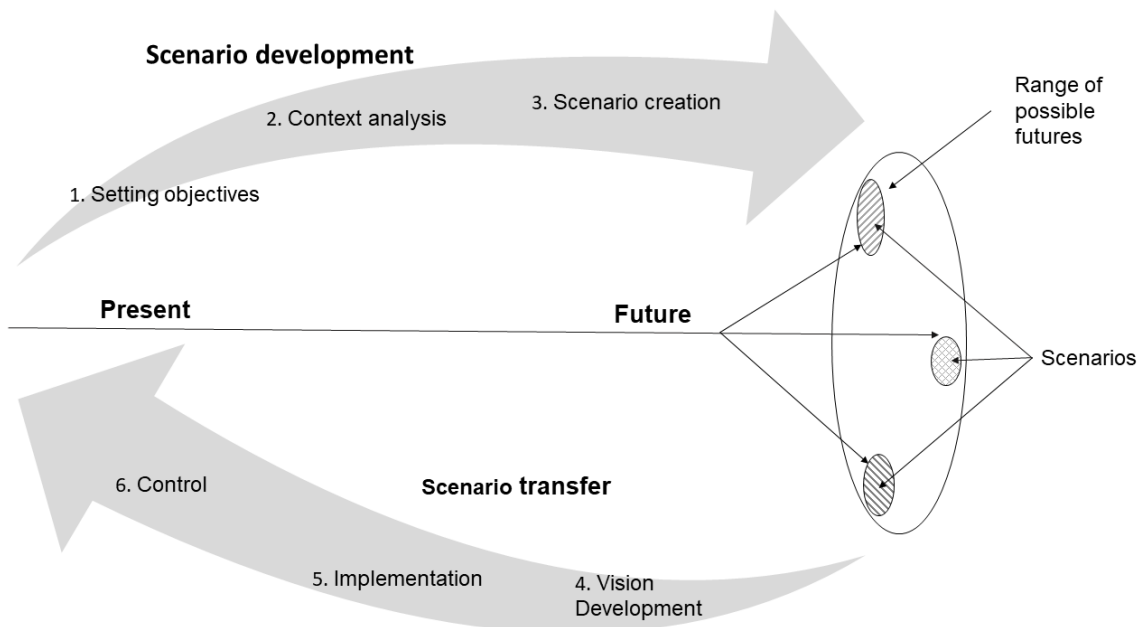 Scenario development
3. Scenario creation
2. Context analysis
1. Setting objectives
Range of
possible
futures
Present
Future
Scenarios
6. Control
Scenario transfer
5. Implementation
4. Vision
Development